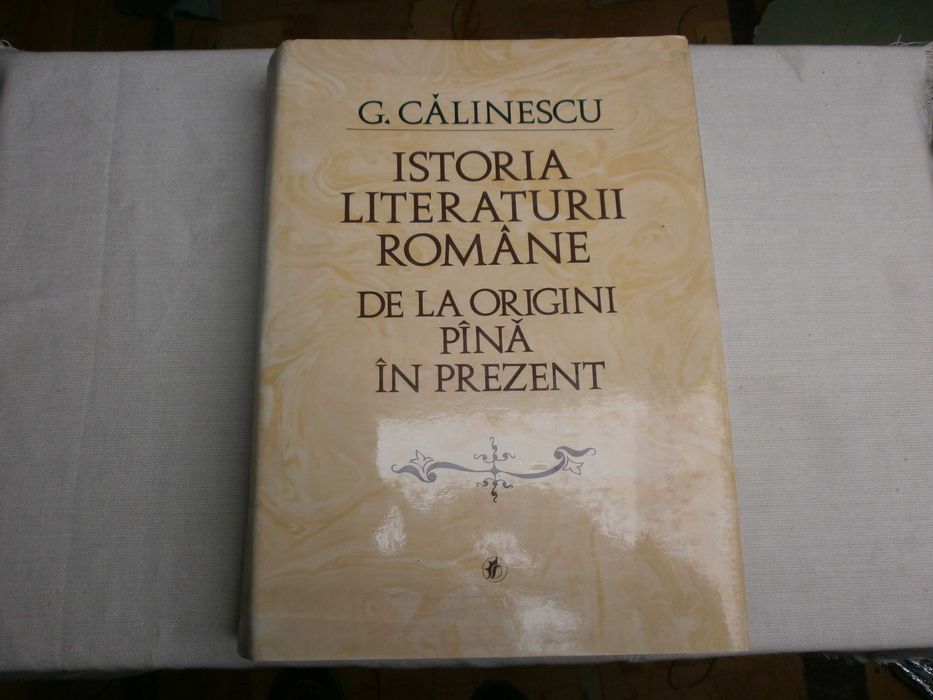 G. CĂLINESCU
ISTORIA
LITERATURII
ROMÂNE
DE LA ORIGINI
PÎNĂ
ÎN PREZENT